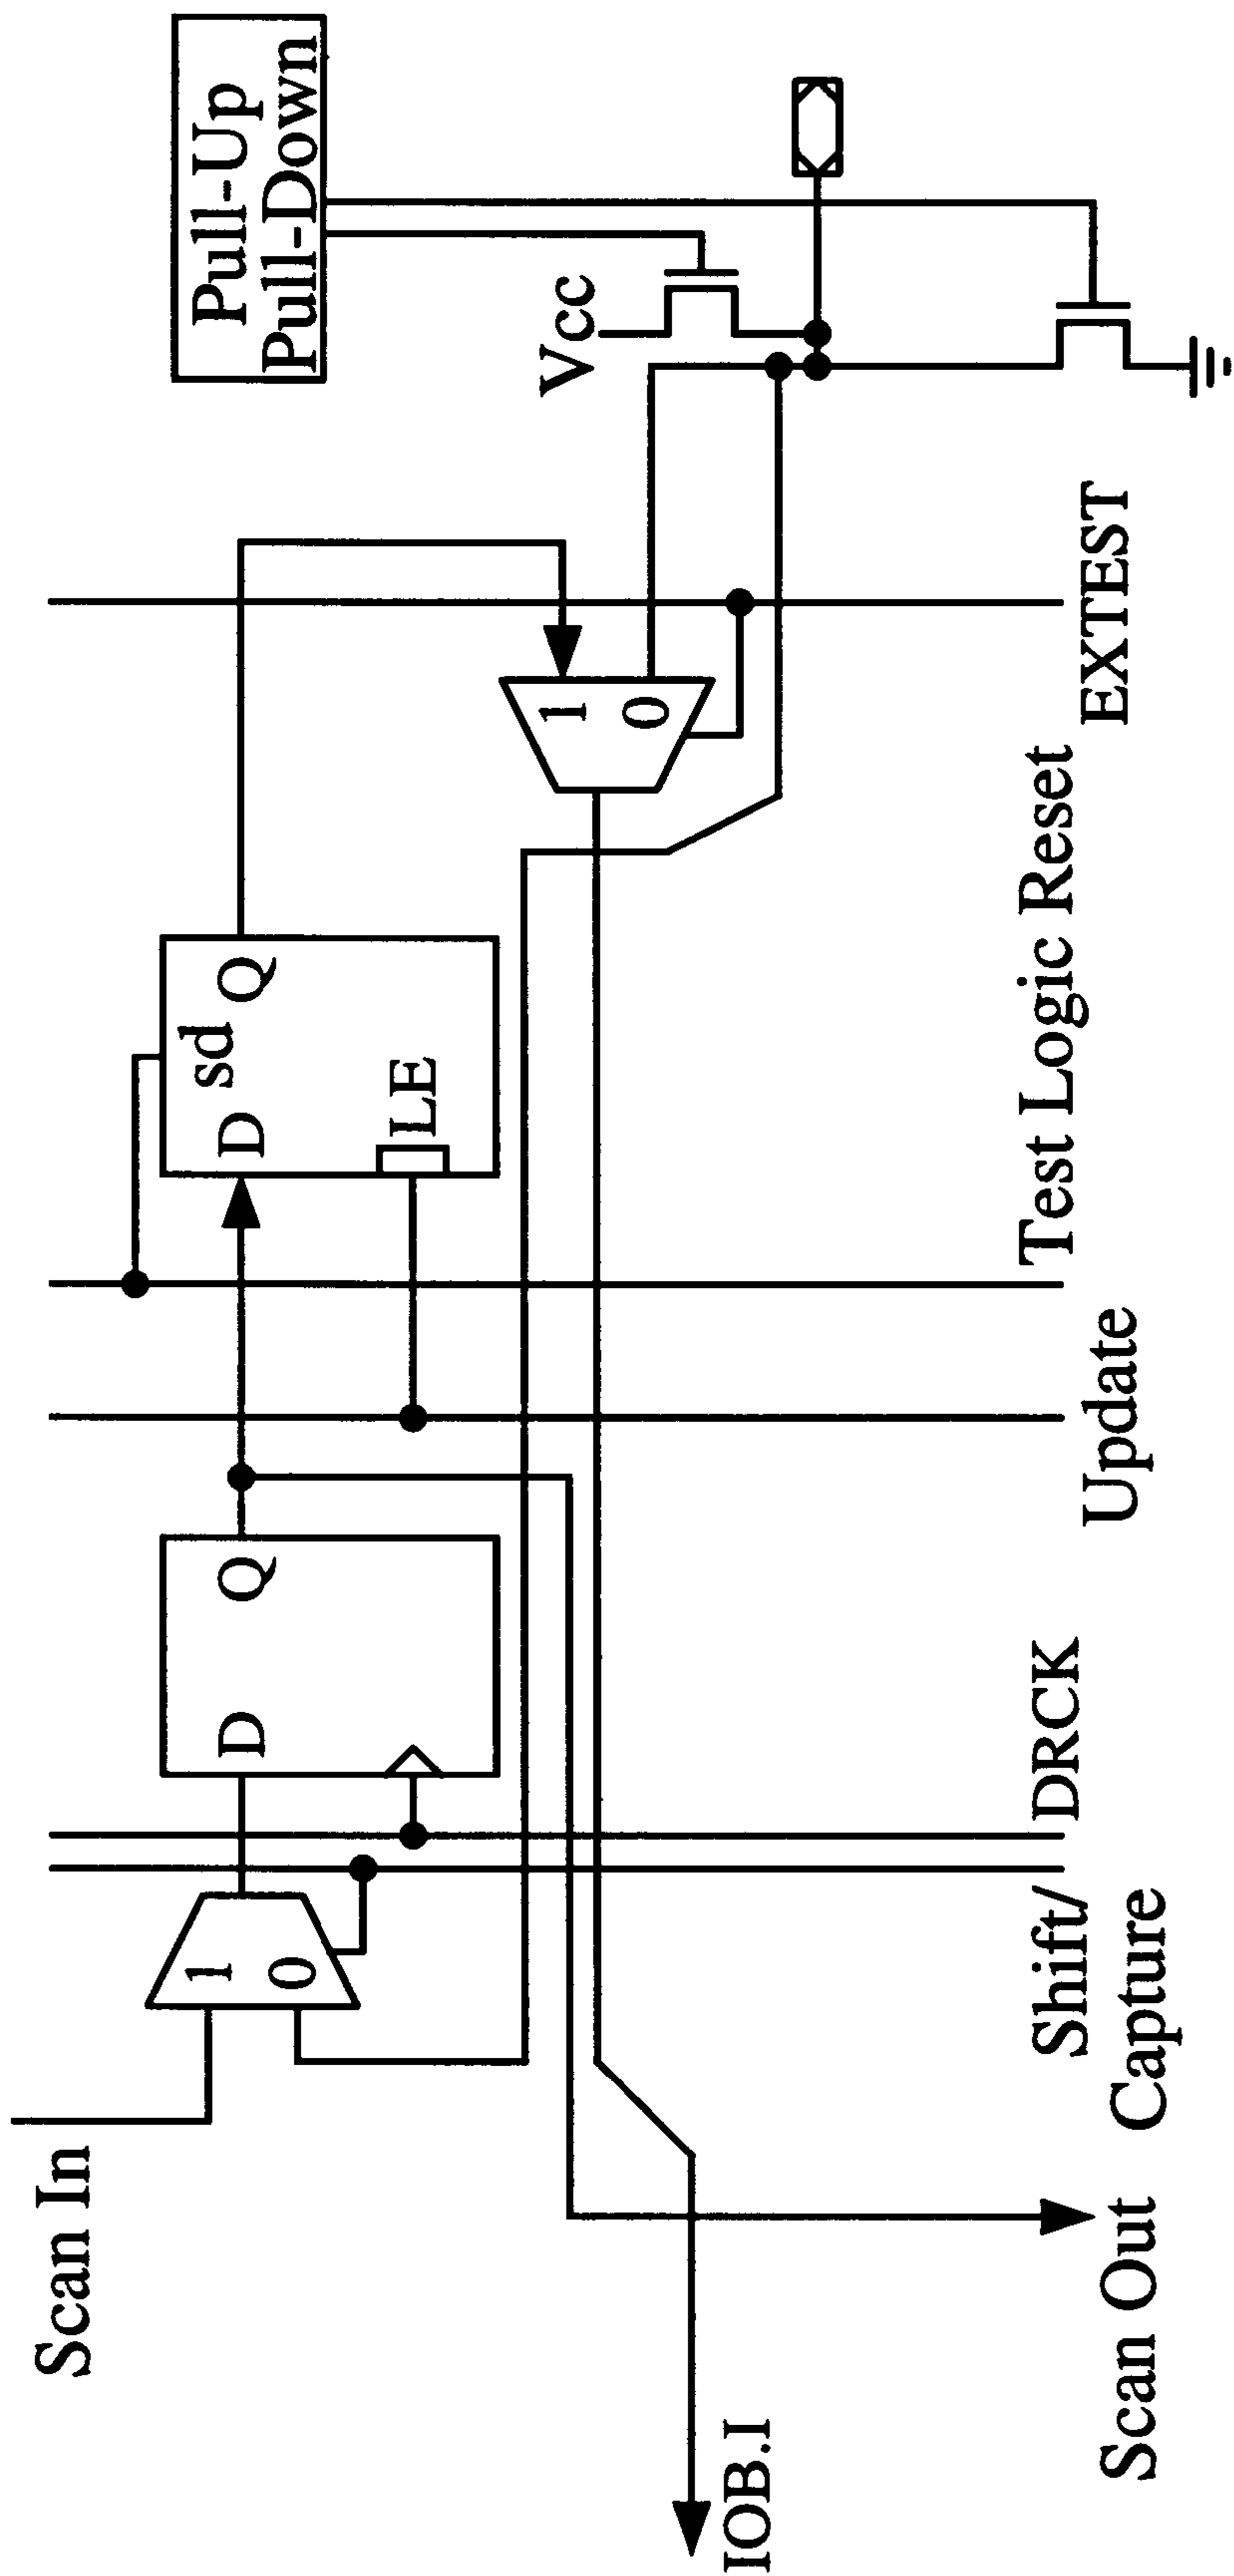 Scan In
1
0
D
Q
D
sd
Q
LE
1
0
Pull-Up
Pull-Down
Vcc
IOB.I
Scan Out
Shift/
Capture
DRCK
Update
Test Logic Reset
EXTEST